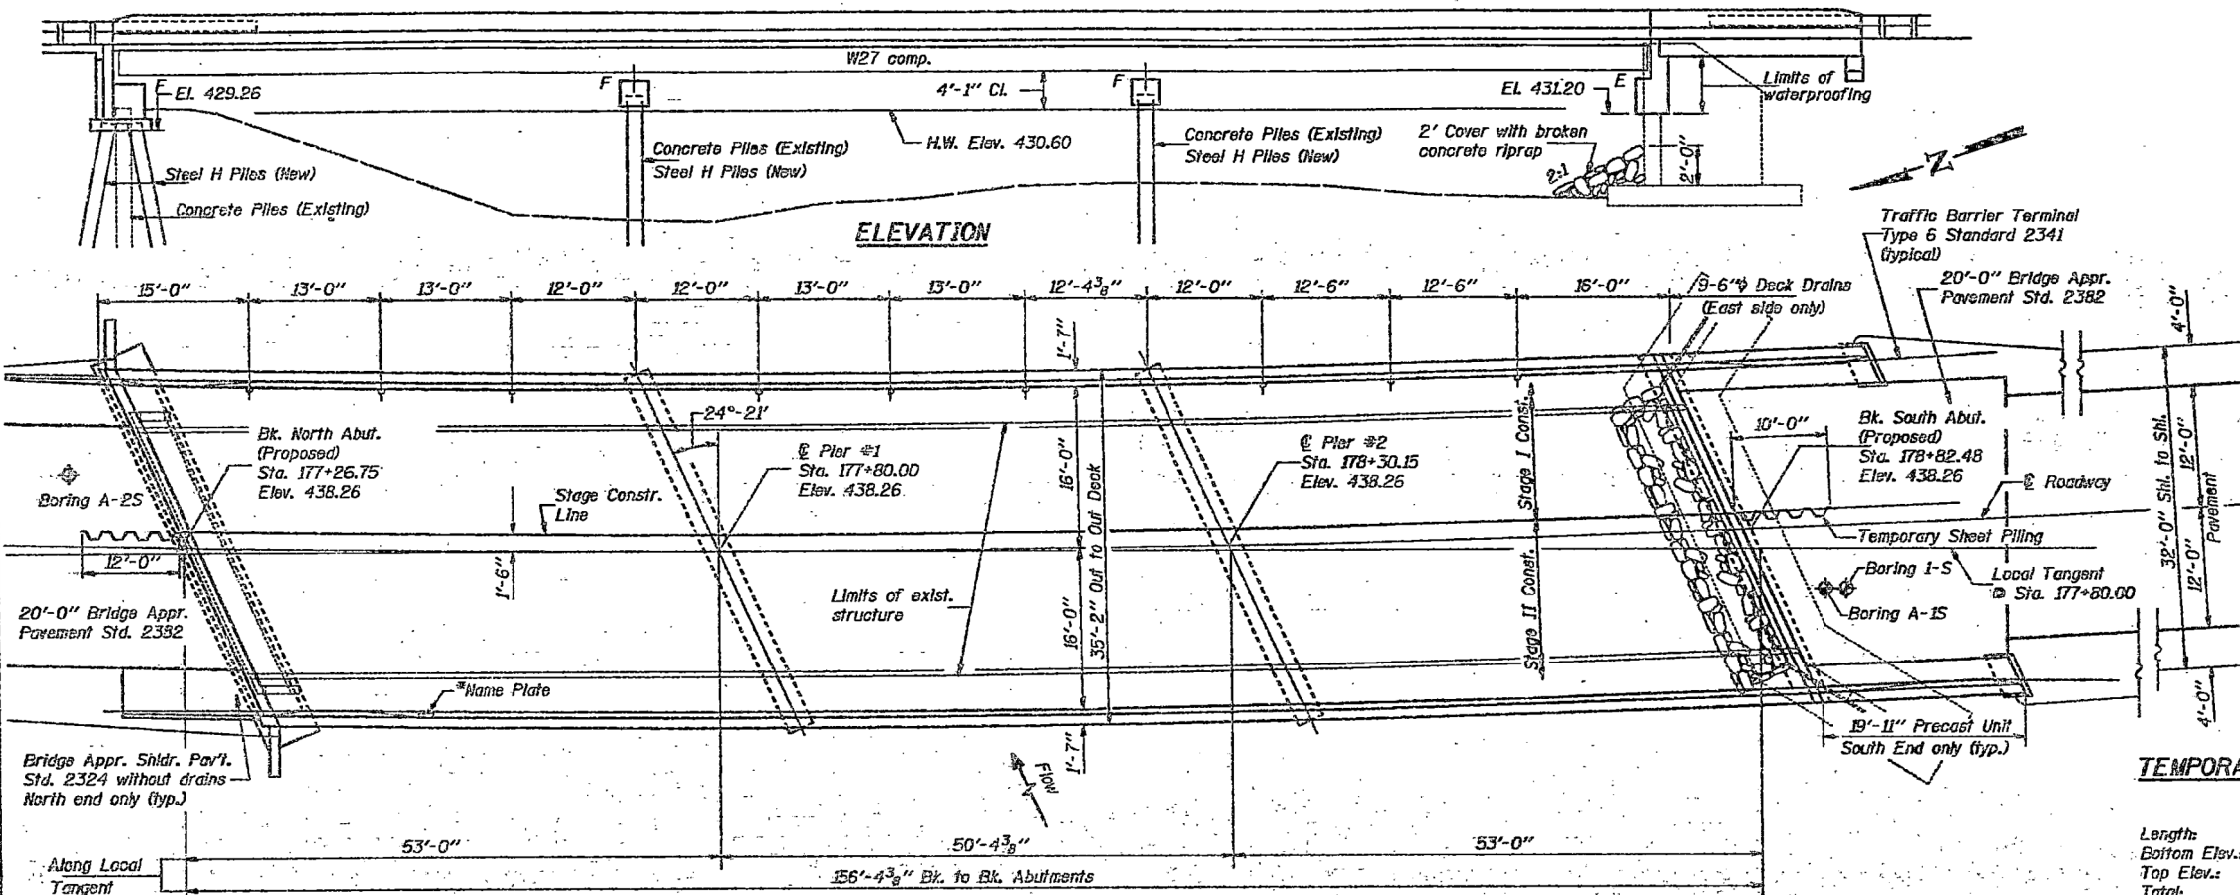 W27 comp.
E
El. 429.26
F
4'-1" Cl.
F
El. 431.20
E
Limits of
waterproofing
H.W. Elev. 430.60
Concrete Piles (Existing)
Steel H Piles (New)
Concrete Piles (Existing)
Steel H Piles (New)
2' Cover with broken
concrete riprap
2:1
2'-0"
Steel H Piles (New)
Concrete Piles (Existing)
Z
ELEVATION
Traffic Barrier Terminal
Type 6 Standard 2341
(typical)
15'-0"
13'-0"
13'-0"
12'-0"
12'-0"
13'-0"
13'-0"
12'-4 3/8"
12'-0"
12'-6"
12'-6"
16'-0"
9-6"ϕ Deck Drains
(East side only)
20'-0" Bridge Appr.
Pavement Std. 2382
4'-0"
1'-7"
24°-21'
Bk. North Abut.
(Proposed)
Sta. 177+26.75
Elev. 438.26
℄ Pier #1
Sta. 177+80.00
Elev. 438.26
℄ Pier #2
Sta. 178+30.15
Elev. 438.26
Stage I Const.
10'-0"
Bk. South Abut.
(Proposed)
Sta. 178+82.48
Elev. 438.26
℄ Roadway
Boring A-2S
Stage Constr.
Line
16'-0"
35'-2" Out to Out Deck
12'-0"
32'-0" Shl. to Shl.
Pavement
12'-0"
12'-0"
1'-6"
Limits of exist.
structure
16'-0"
Stage II Const.
Temporary Sheet Piling
Boring 1-S
Boring A-1S
Local Tangent
@ Sta. 177+80.00
20'-0" Bridge Appr.
Pavement Std. 2382
*Name Plate
Bridge Appr. Shldr. Pav't.
Std. 2324 without drains
North end only (typ.)
1'-7"
Flow
19'-11" Precast Unit
South End only (typ.)
4'-0"
TEMPORA
53'-0"
50'-4 3/8"
53'-0"
Along Local
Tangent
156'-4 3/8" Bk. to Bk. Abutments
Length:
Bottom Elev.:
Top Elev.:
Total: